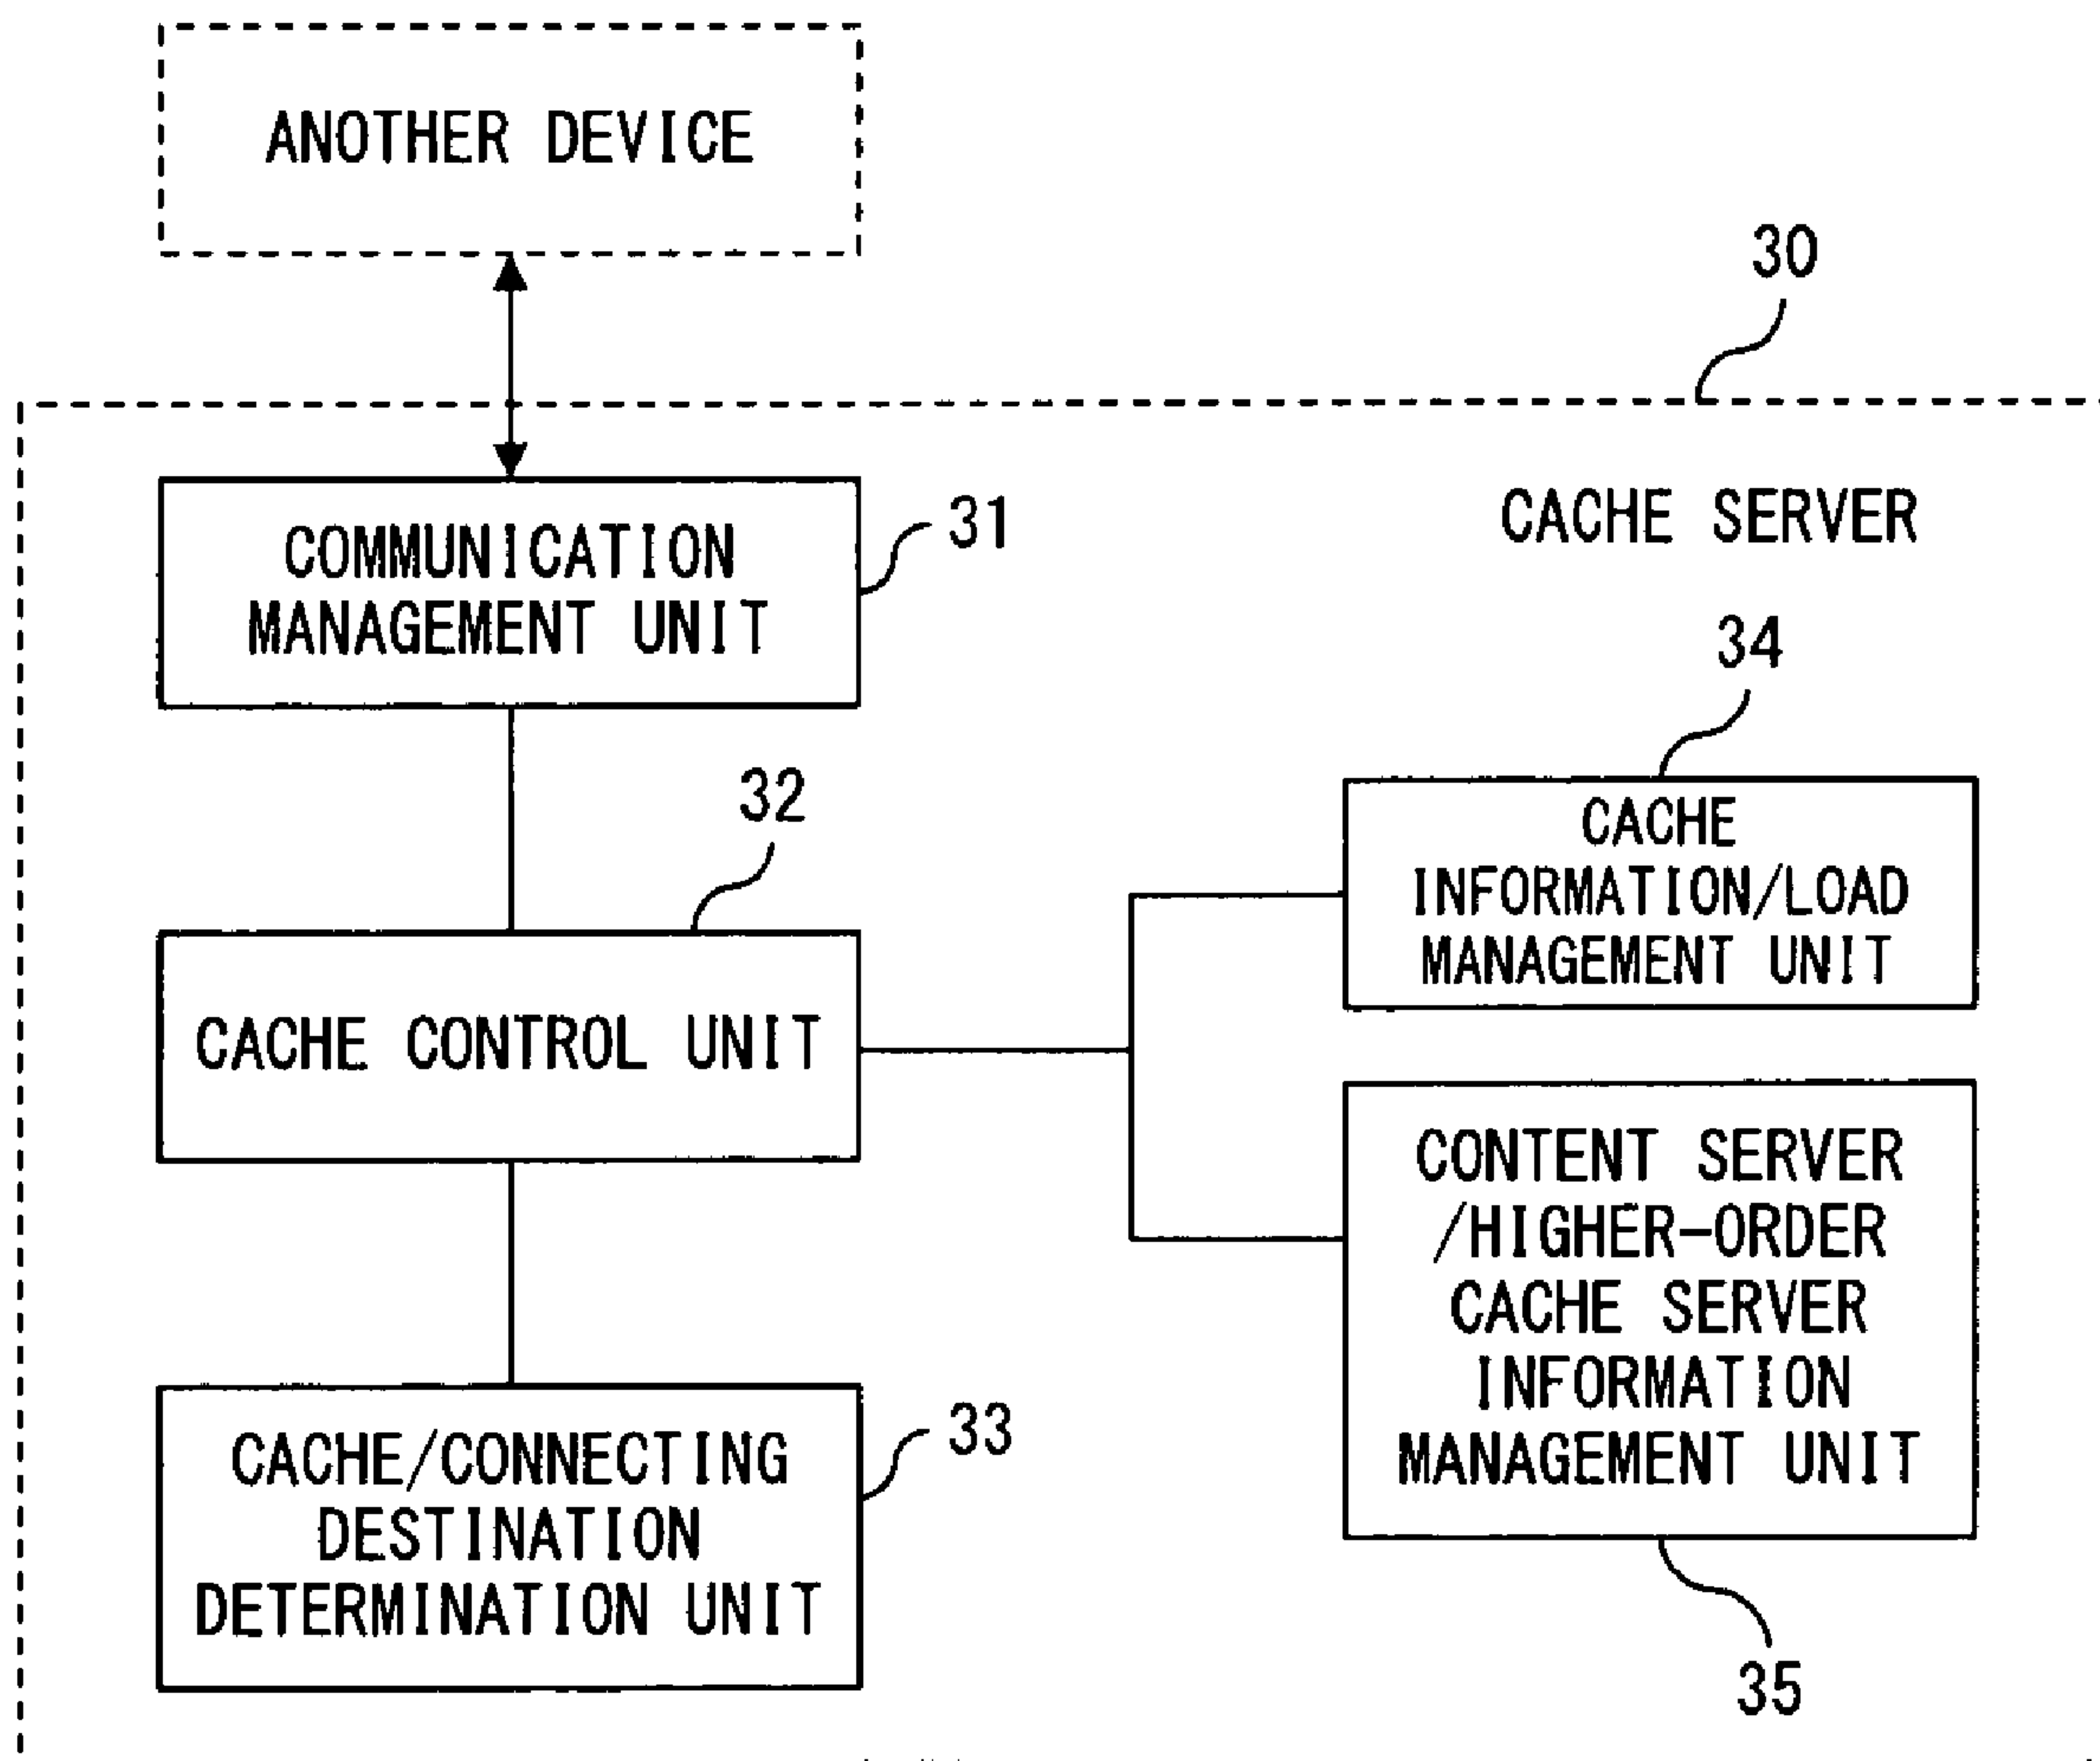 ANOTHER DEVICE
30
CACHE SERVER
COMMUNICATION
MANAGEMENT UNIT
31
34
32
CACHE
INFORMATION/LOAD
MANAGEMENT UNIT
CACHE CONTROL UNIT
CONTENT SERVER
/HIGHER-ORDER
CACHE SERVER
INFORMATION
MANAGEMENT UNIT
CACHE/CONNECTING
DESTINATION
DETERMINATION UNIT
33
35